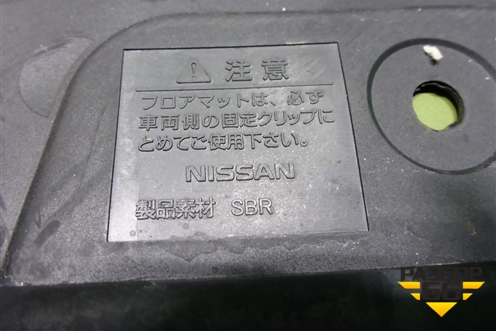 注意
フロアマットは、必ず
車両側の固定クリップに
とめてご使用下さい。
NISSAN
製品素材 SBR
РАЗБОР